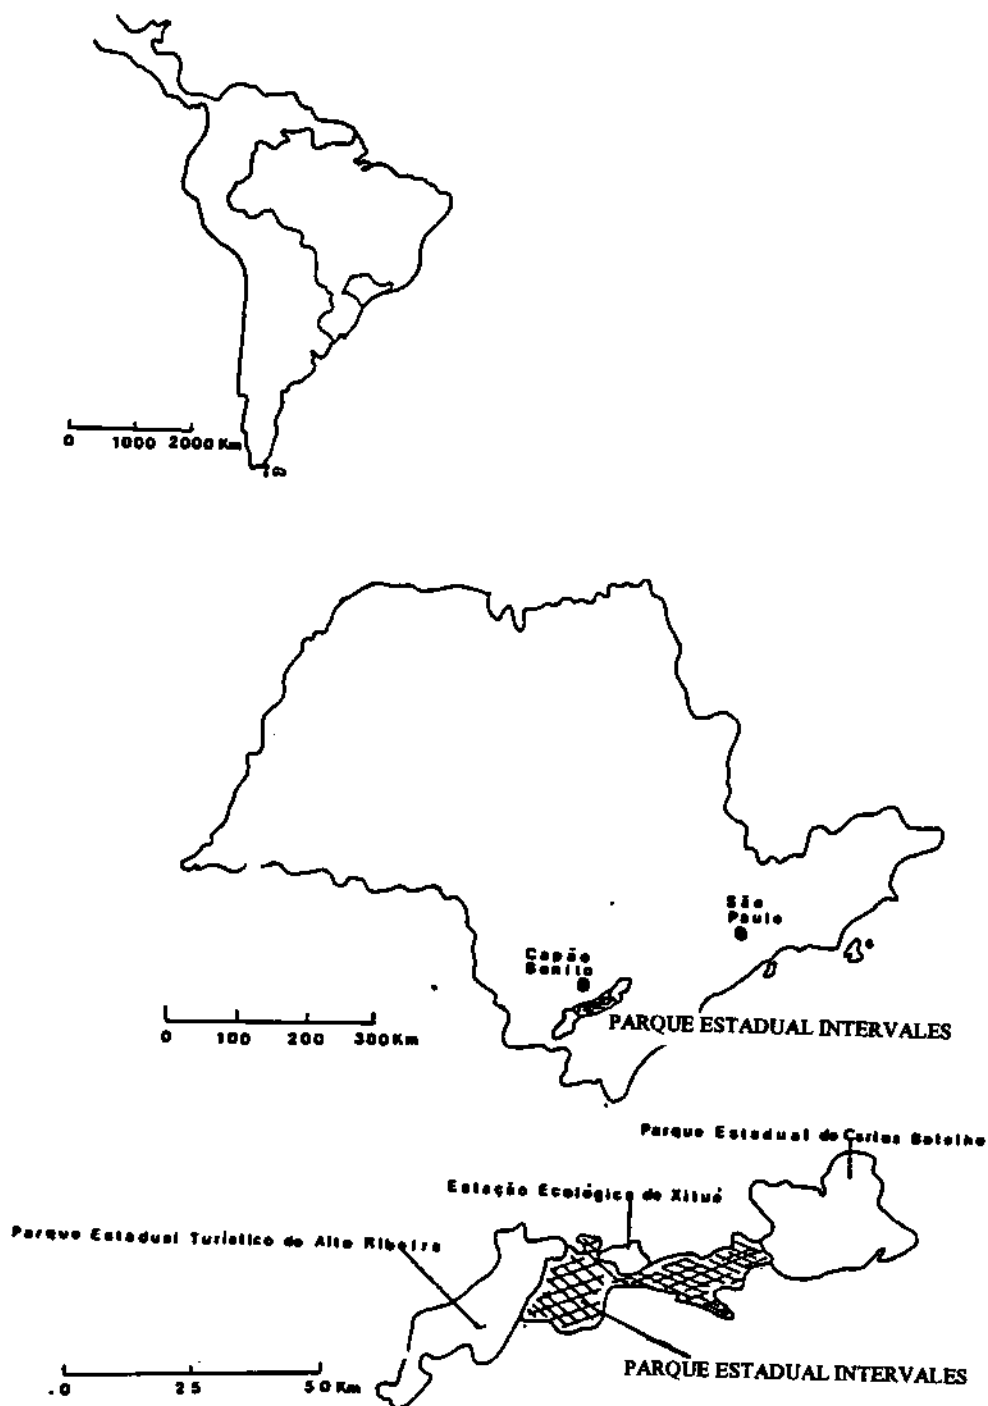 0 1000 2000 Km
São
Paulo
Capão
Bonito
PARQUE ESTADUAL INTERVALES
0 100 200 300Km
Parque Estadual de Carlos Botelho
Estação Ecológica de Xitué
Parque Estadual Turístico do Alto Ribeira
PARQUE ESTADUAL INTERVALES
.0 25 50 Km